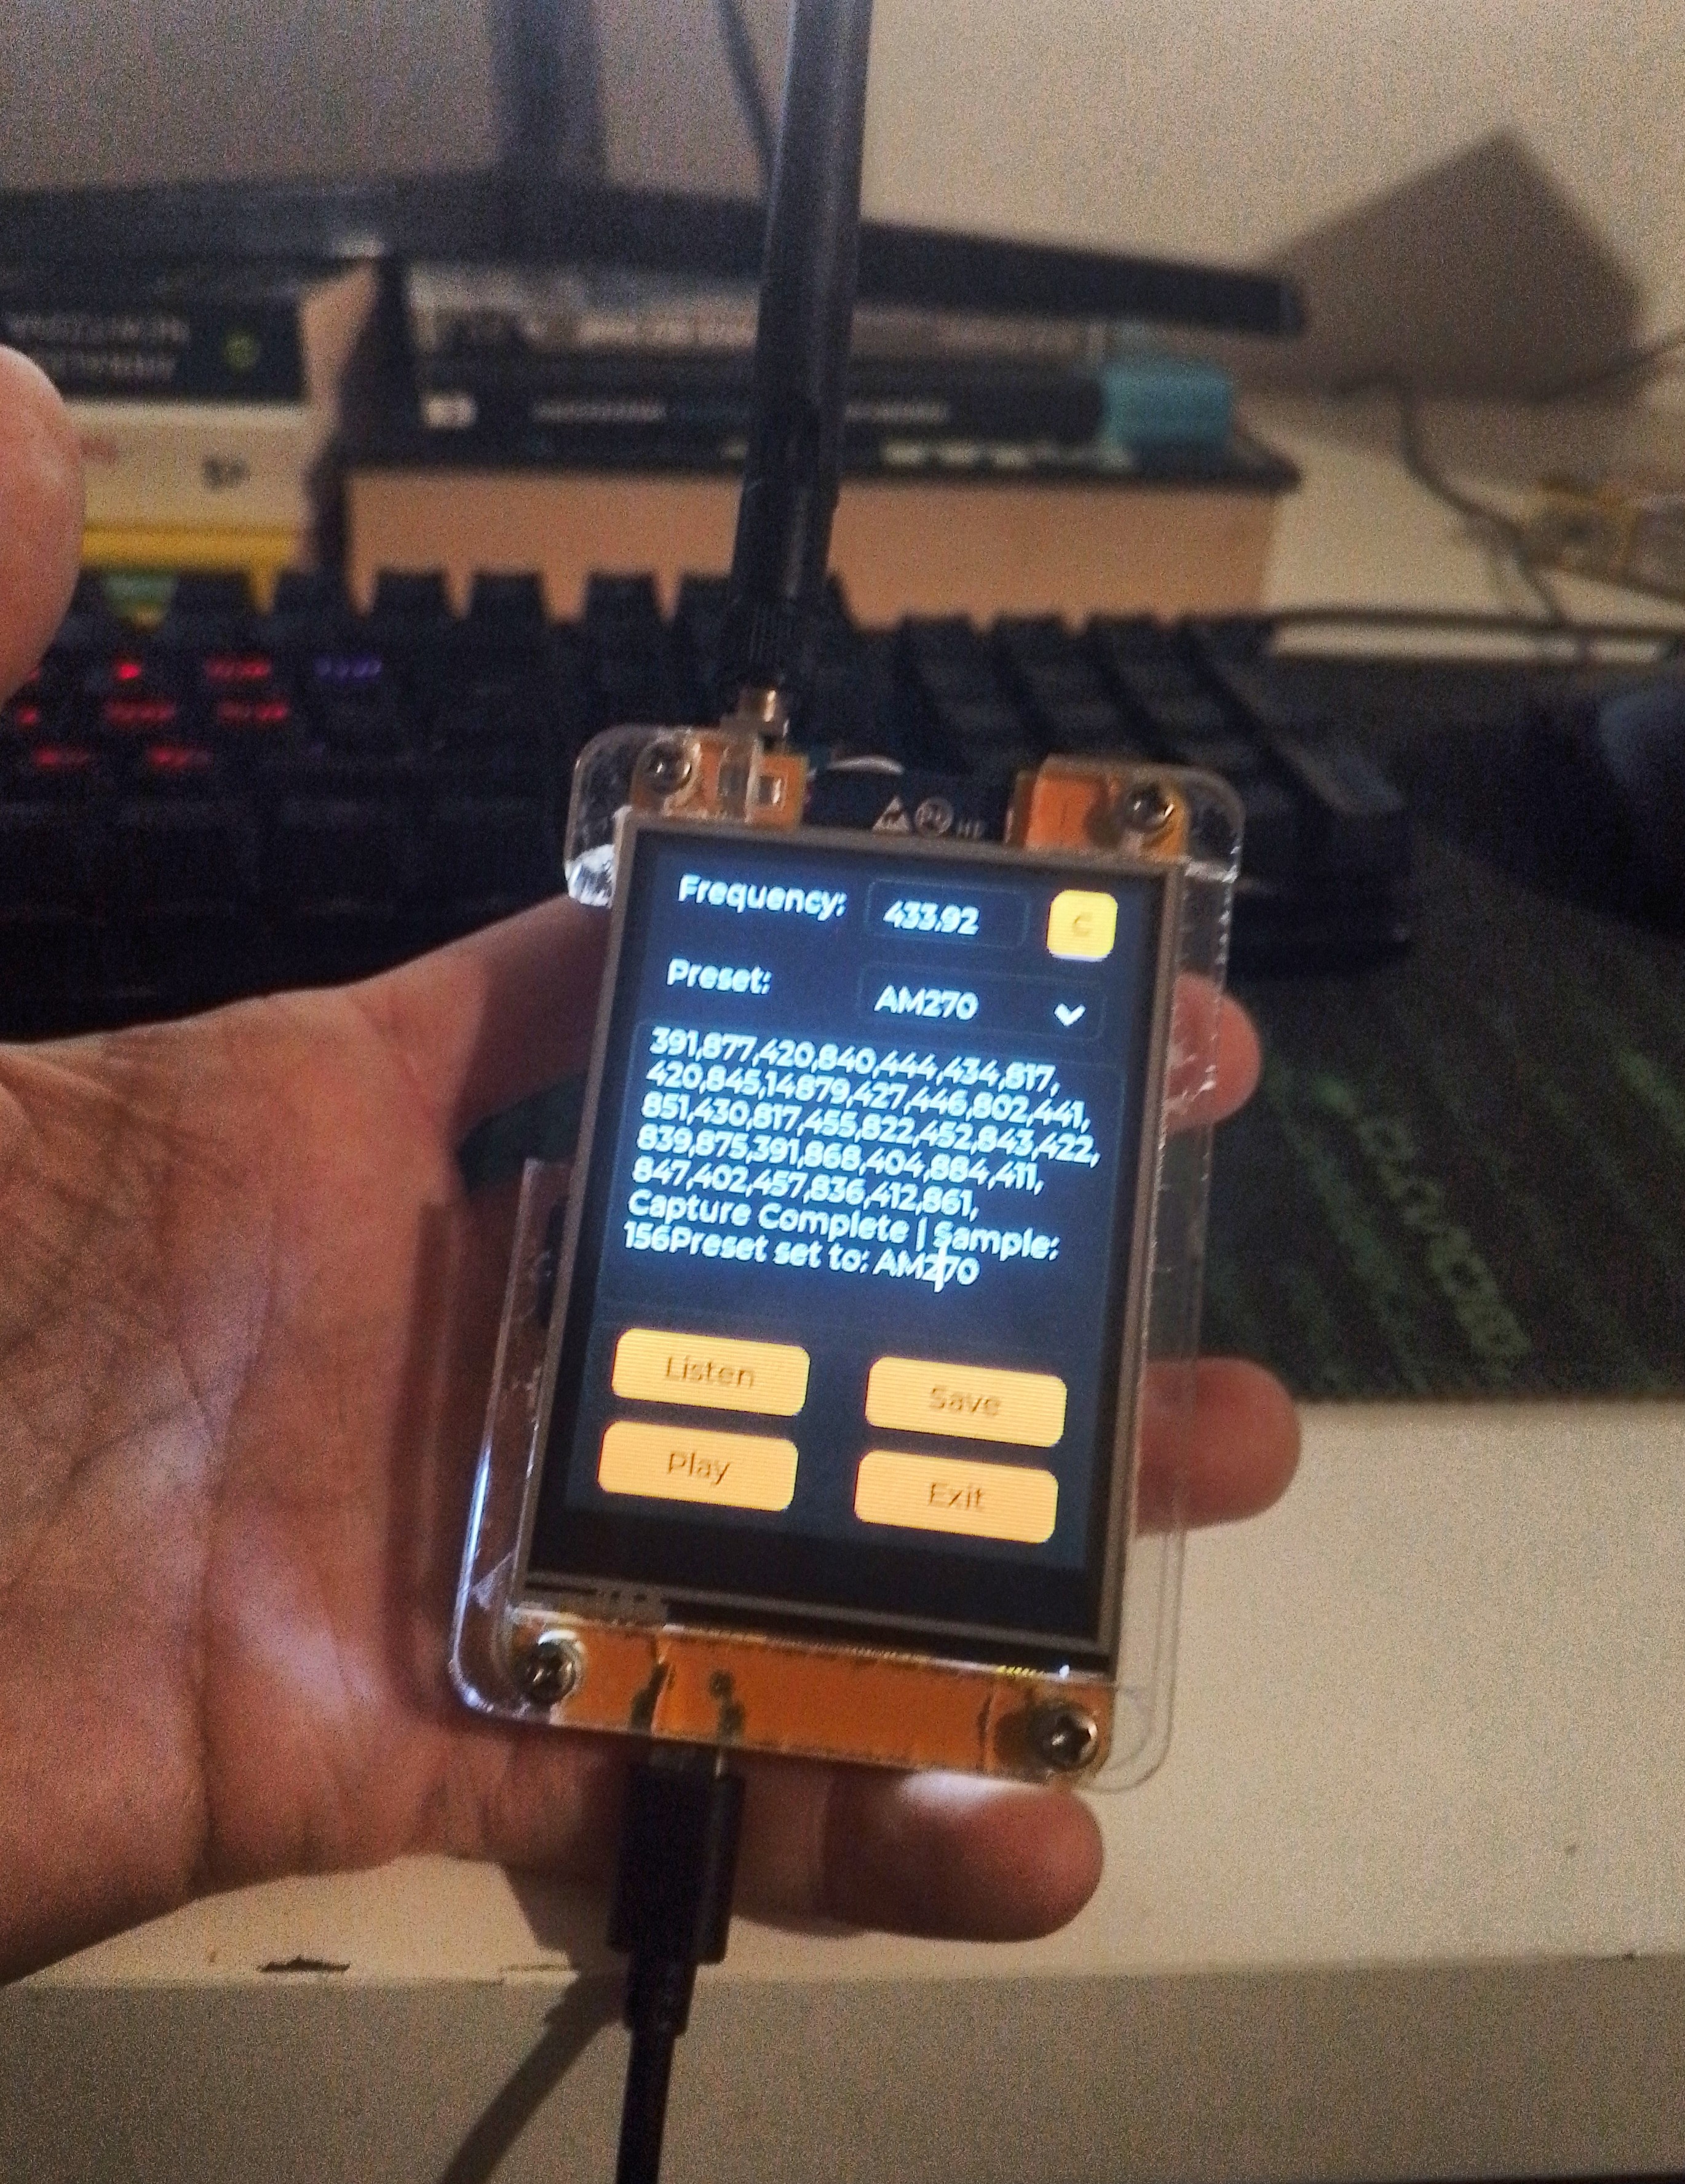 Frequency: 433.92 C
Preset: AM270
391,877,420,840,444,434,817,
420,845,14879,427,446,802,441,
851,430,817,455,822,452,843,422,
839,875,391,868,404,884,411,
847,402,457,836,412,861,
Capture Complete | Sample:
156Preset set to: AM270
Listen Save
Play Exit